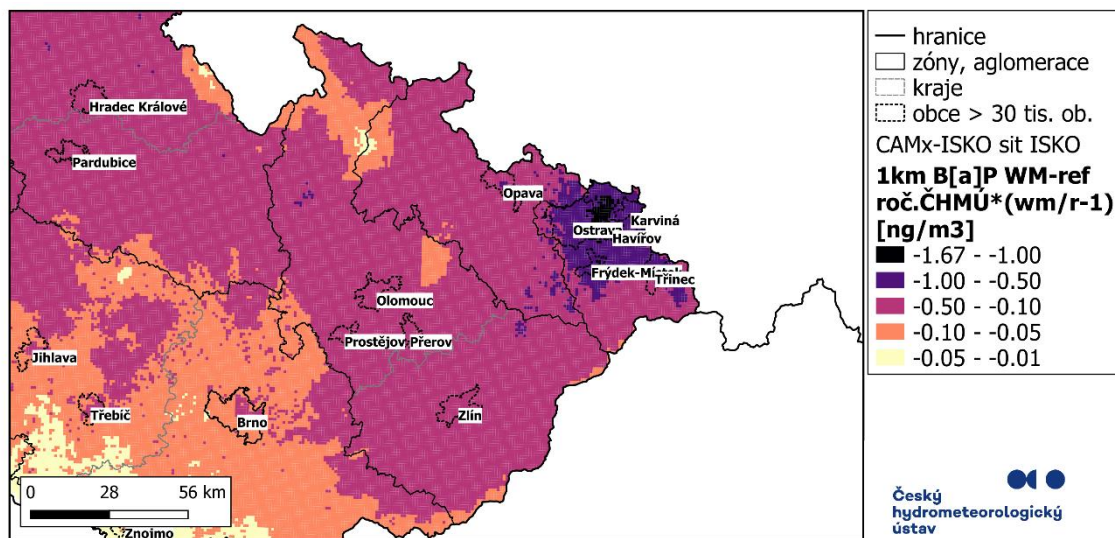 Hradec Králové
Pardubice
Opava
Karviná
Ostrava
Havířov
Frýdek-Místek
Třinec
Olomouc
Prostějov
Přerov
Jihlava
Třebíč
Brno
Zlín
Znojmo
0 28 56 km
hranice
zóny, aglomerace
kraje
obce > 30 tis. ob.
CAMx-ISKO sit ISKO
1km B[a]P WM-ref
roč.ČHMÚ*(wm/r-1)
[ng/m3]
-1.67 - -1.00
-1.00 - -0.50
-0.50 - -0.10
-0.10 - -0.05
-0.05 - -0.01
Český
hydrometeorologický
ústav